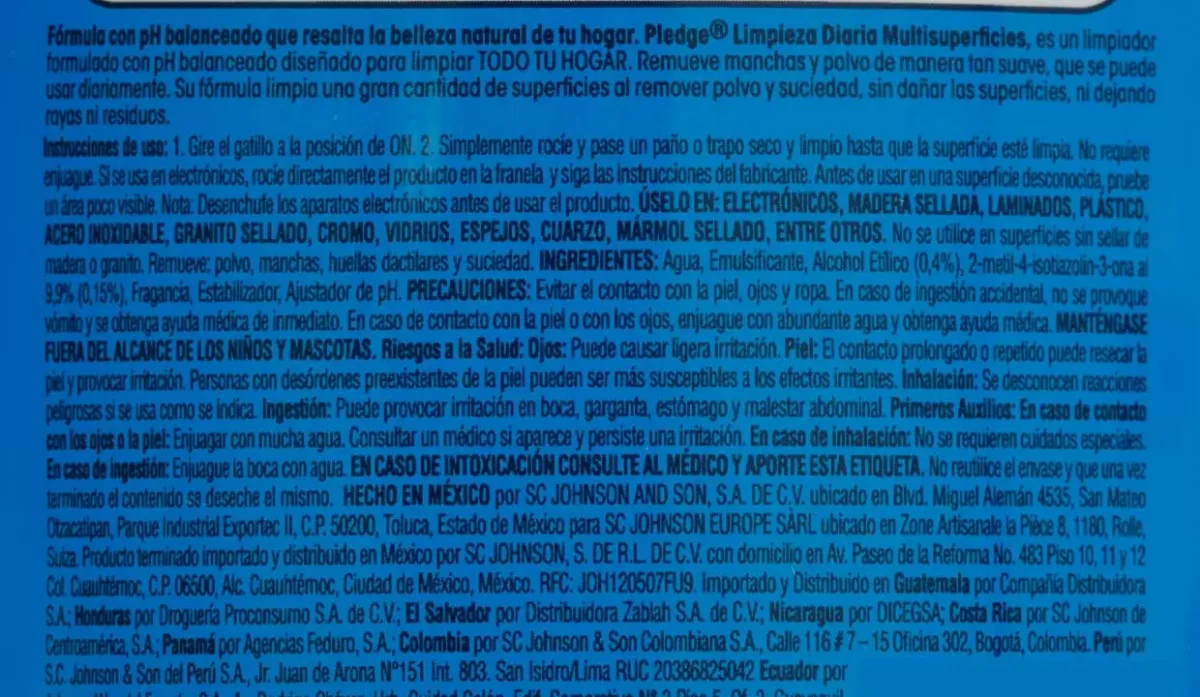 Fórmula con pH balanceado que resalta la belleza natural de tu hogar. Pledge® Limpieza Diaria Multisuperficies, es un limpiador
formulado con pH balanceado diseñado para limpiar TODO TU HOGAR. Remueve manchas y polvo de manera tan suave, que se puede
usar diariamente. Su fórmula limpia una gran cantidad de superficies al remover polvo y suciedad, sin dañar las superficies, ni dejando
rayas ni residuos.
Instrucciones de uso: 1. Gire el gatillo a la posición de ON. 2. Simplemente rocíe y pase un paño o trapo seco y limpio hasta que la superficie esté limpia. No requiere
enjuague. Si se usa en electrónicos, rocíe directamente el producto en la franela y siga las instrucciones del fabricante. Antes de usar en una superficie desconocida, pruebe
un área poco visible. Nota: Desenchufe los aparatos electrónicos antes de usar el producto. ÚSELO EN: ELECTRÓNICOS, MADERA SELLADA, LAMINADOS, PLÁSTICO,
ACERO INOXIDABLE, GRANITO SELLADO, CROMO, VIDRIOS, ESPEJOS, CUARZO, MÁRMOL SELLADO, ENTRE OTROS. No se utilice en superficies sin sellar de
madera o granito. Remueve: polvo, manchas, huellas dactilares y suciedad. INGREDIENTES: Agua, Emulsificante, Alcohol Etílico (0,4%), 2-metil-4-isotiazolin-3-ona al
9.9% (0,15%), Fragancia, Estabilizador, Ajustador de pH. PRECAUCIONES: Evitar el contacto con la piel, ojos y ropa. En caso de ingestión accidental, no se provoque
vómito y se obtenga ayuda médica de inmediato. En caso de contacto con la piel o con los ojos, enjuague con abundante agua y obtenga ayuda médica. MANTÉNGASE
FUERA DEL ALCANCE DE LOS NIÑOS Y MASCOTAS. Riesgos a la Salud: Ojos: Puede causar ligera irritación. Piel: El contacto prolongado o repetido puede resecar la
piel y provocar irritación. Personas con desórdenes preexistentes de la piel pueden ser más susceptibles a los efectos irritantes. Inhalación: Se desconocen reacciones
peligrosas si se usa como se indica. Ingestión: Puede provocar irritación en boca, garganta, estómago y malestar abdominal. Primeros Auxilios: En caso de contacto
con los ojos o la piel: Enjuagar con mucha agua. Consultar un médico si aparece y persiste una irritación. En caso de inhalación: No se requieren cuidados especiales.
En caso de ingestión: Enjuague la boca con agua. EN CASO DE INTOXICACIÓN CONSULTE AL MÉDICO Y APORTE ESTA ETIQUETA. No reutilice el envase y que una vez
terminado el contenido se deseche el mismo. HECHO EN MÉXICO por SC JOHNSON AND SON, S.A. DE C.V. ubicado en Blvd. Miguel Alemán 4535, San Mateo
Otzacatipan, Parque Industrial Exportec II, C.P. 50200, Toluca, Estado de México para SC JOHNSON EUROPE SÀRL ubicado en Zone Artisanale la Pièce 8, 1180, Rolle,
Suiza. Producto terminado importado y distribuido en México por SC JOHNSON, S. DE R.L. DE C.V. con domicilio en Av. Paseo de la Reforma No. 483 Piso 10, 11 y 12
Col. Cuauhtémoc, C.P. 06500, Alc. Cuauhtémoc, Ciudad de México, México. RFC: JOH120507FU9. Importado y Distribuido en Guatemala por Compañía Distribuidora
S.A; Honduras por Droguería Proconsumo S.A. de C.V.; El Salvador por Distribuidora Zablah S.A. de C.V.; Nicaragua por DICEGSA; Costa Rica por SC Johnson de
Centroamérica, S.A.; Panamá por Agencias Feduro, S.A.; Colombia por SC Johnson & Son Colombiana S.A., Calle 116 # 7 – 15 Oficina 302, Bogotá, Colombia. Perú por
S.C. Johnson & Son del Perú S.A., Jr. Juan de Arona N°151 Int. 803. San Isidro/Lima RUC 20386825042 Ecuador por